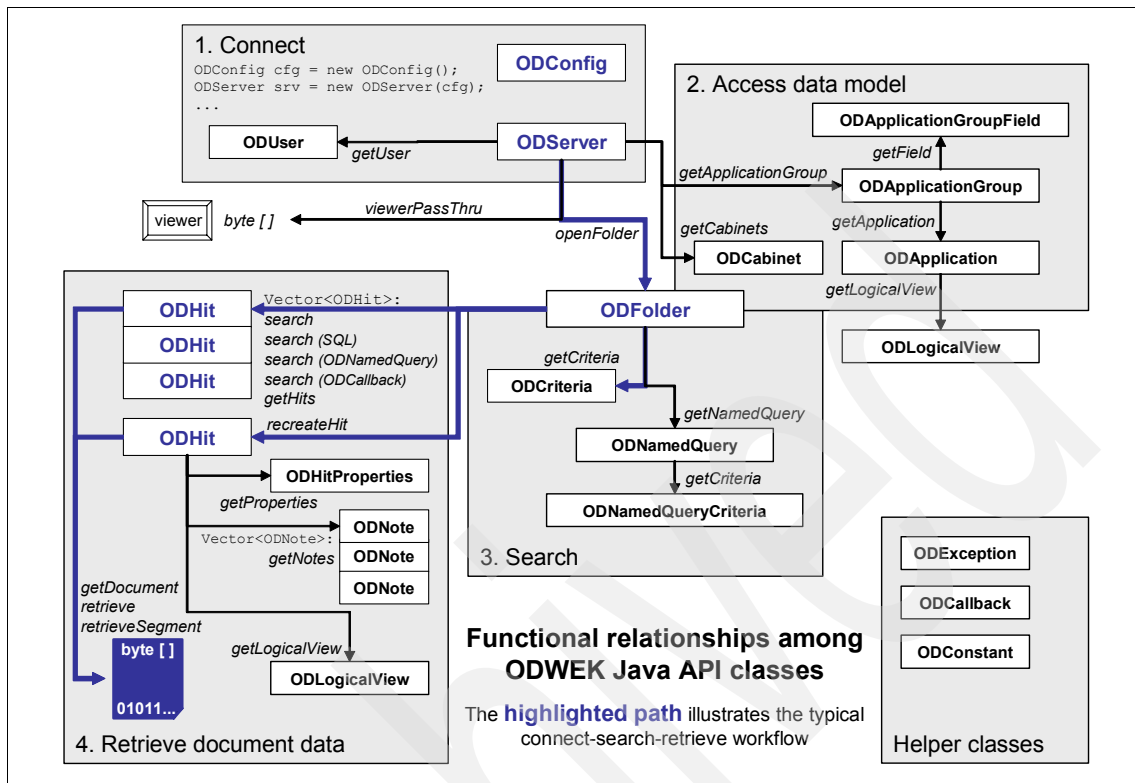 1. Connect
ODConfig cfg = new ODConfig();
ODServer srv = new ODServer(cfg);
...
ODConfig
ODUser
getUser
ODServer
2. Access data model
ODApplicationGroupField
getField
getApplicationGroup
ODApplicationGroup
getApplication
getCabinets
ODCabinet
ODApplication
getLogicalView
ODLogicalView
viewer
byte [ ]
viewerPassThru
openFolder
ODFolder
ODHit
ODHit
ODHit
Vector<ODHit>:
search
search (SQL)
search (ODNamedQuery)
search (ODCallback)
getHits
ODHit
recreateHit
getCriteria
ODCriteria
getNamedQuery
ODNamedQuery
getCriteria
ODNamedQueryCriteria
3. Search
ODHitProperties
getProperties
Vector<ODNote>:
getNotes
ODNote
ODNote
ODNote
getDocument
retrieve
retrieveSegment
byte [ ]
01011...
getLogicalView
ODLogicalView
4. Retrieve document data
Functional relationships among
ODWEK Java API classes
The highlighted path illustrates the typical
connect-search-retrieve workflow
ODException
ODCallback
ODConstant
Helper classes